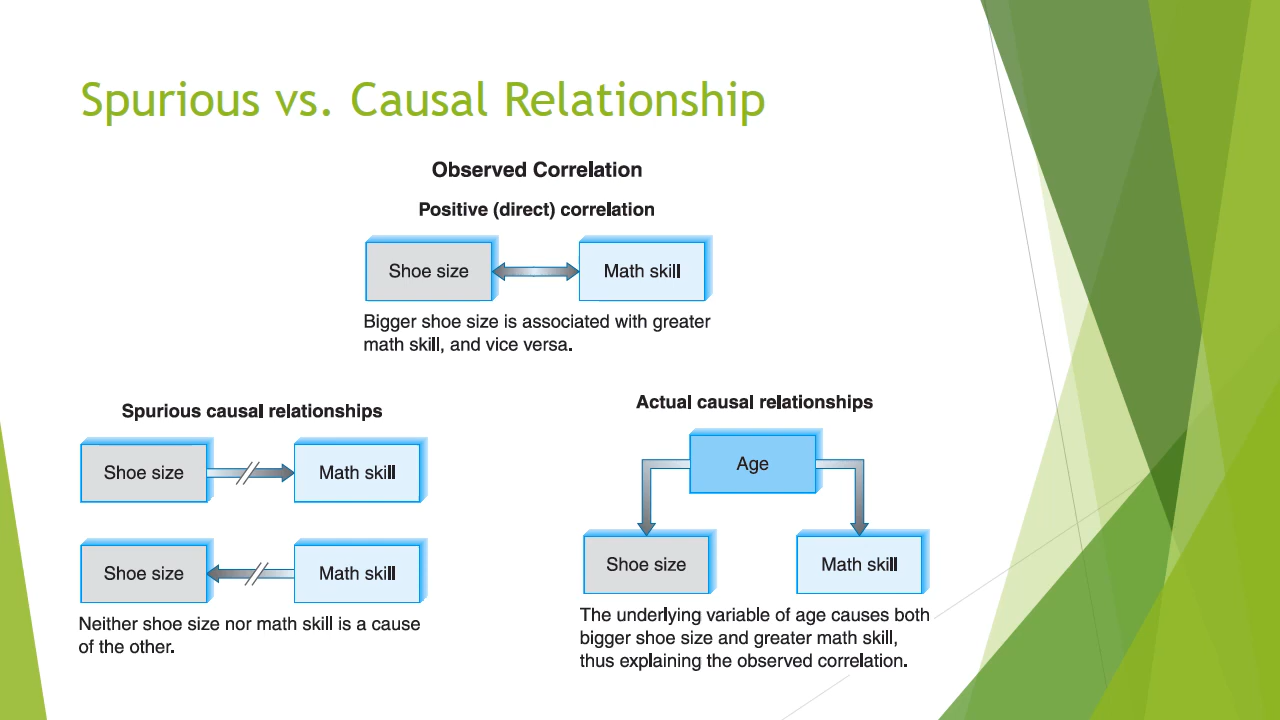 Spurious vs. Causal Relationship
Observed Correlation
Positive (direct) correlation
Shoe size
Math skill
Bigger shoe size is associated with greater
math skill, and vice versa.
Spurious causal relationships
Shoe size
Math skill
Shoe size
Math skill
Neither shoe size nor math skill is a cause
of the other.
Actual causal relationships
Age
Shoe size
Math skill
The underlying variable of age causes both
bigger shoe size and greater math skill,
thus explaining the observed correlation.